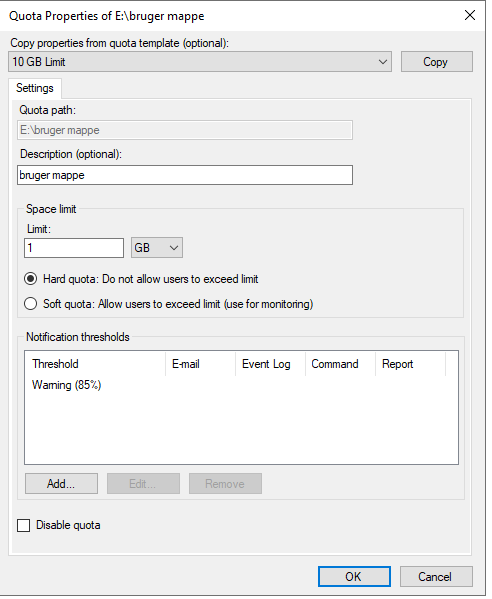 Quota Properties of E:\bruger mappe
Copy properties from quota template (optional):
10 GB Limit
Copy
Settings
Quota path:
E:\bruger mappe
Description (optional):
bruger mappe
Space limit
Limit:
1 GB
Hard quota: Do not allow users to exceed limit
Soft quota: Allow users to exceed limit (use for monitoring)
Notification thresholds
Threshold E-mail Event Log Command Report
Warning (85%)
Add... Edit... Remove
Disable quota
OK Cancel